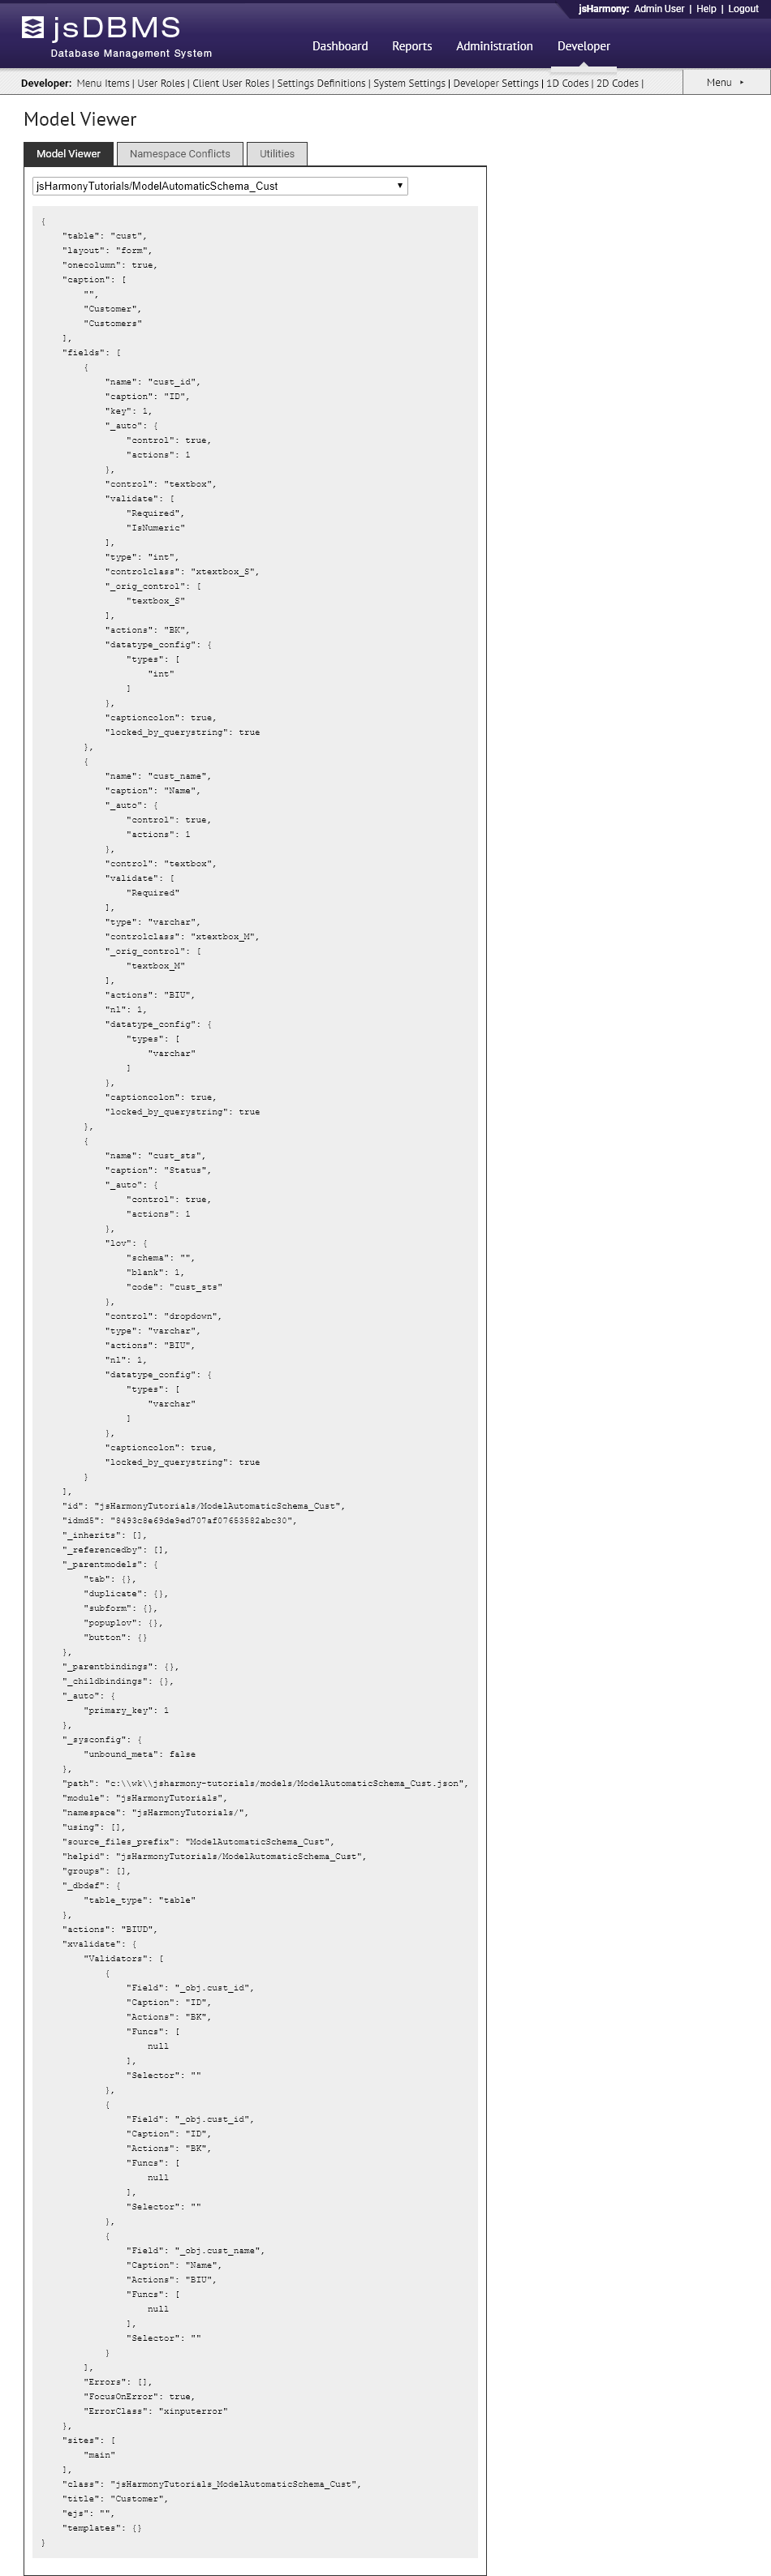 jsHarmony: Admin User | Help | Logout
jsDBMS
Database Management System
Dashboard Reports Administration Developer
Developer: Menu Items | User Roles | Client User Roles | Settings Definitions | System Settings | Developer Settings | 1D Codes | 2D Codes |
Menu ▸
Model Viewer
Model Viewer Namespace Conflicts Utilities
jsHarmonyTutorials/ModelAutomaticSchema_Cust
{
    "table": "cust",
    "layout": "form",
    "onecolumn": true,
    "caption": [
        "",
        "Customer",
        "Customers"
    ],
    "fields": [
        {
            "name": "cust_id",
            "caption": "ID",
            "key": 1,
            "_auto": {
                "control": true,
                "actions": 1
            },
            "control": "textbox",
            "validate": [
                "Required",
                "IsNumeric"
            ],
            "type": "int",
            "controlclass": "xtextbox_S",
            "_orig_control": [
                "textbox_S"
            ],
            "actions": "BK",
            "datatype_config": {
                "types": [
                    "int"
                ]
            },
            "captioncolon": true,
            "locked_by_querystring": true
        },
        {
            "name": "cust_name",
            "caption": "Name",
            "_auto": {
                "control": true,
                "actions": 1
            },
            "control": "textbox",
            "validate": [
                "Required"
            ],
            "type": "varchar",
            "controlclass": "xtextbox_M",
            "_orig_control": [
                "textbox_M"
            ],
            "actions": "BIU",
            "nl": 1,
            "datatype_config": {
                "types": [
                    "varchar"
                ]
            },
            "captioncolon": true,
            "locked_by_querystring": true
        },
        {
            "name": "cust_sts",
            "caption": "Status",
            "_auto": {
                "control": true,
                "actions": 1
            },
            "lov": {
                "schema": "",
                "blank": 1,
                "code": "cust_sts"
            },
            "control": "dropdown",
            "type": "varchar",
            "actions": "BIU",
            "nl": 1,
            "datatype_config": {
                "types": [
                    "varchar"
                ]
            },
            "captioncolon": true,
            "locked_by_querystring": true
        }
    ],
    "id": "jsHarmonyTutorials/ModelAutomaticSchema_Cust",
    "idmd5": "8493c8e69de9ed707af07653582abc30",
    "_inherits": [],
    "_referencedby": [],
    "_parentmodels": {
        "tab": {},
        "duplicate": {},
        "subform": {},
        "popuplov": {},
        "button": {}
    },
    "_parentbindings": {},
    "_childbindings": {},
    "_auto": {
        "primary_key": 1
    },
    "_sysconfig": {
        "unbound_meta": false
    },
    "path": "c:\\wk\\jsharmony-tutorials/models/ModelAutomaticSchema_Cust.json",
    "module": "jsHarmonyTutorials",
    "namespace": "jsHarmonyTutorials/",
    "using": [],
    "source_files_prefix": "ModelAutomaticSchema_Cust",
    "helpid": "jsHarmonyTutorials/ModelAutomaticSchema_Cust",
    "groups": [],
    "_dbdef": {
        "table_type": "table"
    },
    "actions": "BIUD",
    "xvalidate": {
        "Validators": [
            {
                "Field": "_obj.cust_id",
                "Caption": "ID",
                "Actions": "BK",
                "Funcs": [
                    null
                ],
                "Selector": ""
            },
            {
                "Field": "_obj.cust_id",
                "Caption": "ID",
                "Actions": "BK",
                "Funcs": [
                    null
                ],
                "Selector": ""
            },
            {
                "Field": "_obj.cust_name",
                "Caption": "Name",
                "Actions": "BIU",
                "Funcs": [
                    null
                ],
                "Selector": ""
            }
        ],
        "Errors": [],
        "FocusOnError": true,
        "ErrorClass": "xinputerror"
    },
    "sites": [
        "main"
    ],
    "class": "jsHarmonyTutorials_ModelAutomaticSchema_Cust",
    "title": "Customer",
    "ejs": "",
    "templates": {}
}